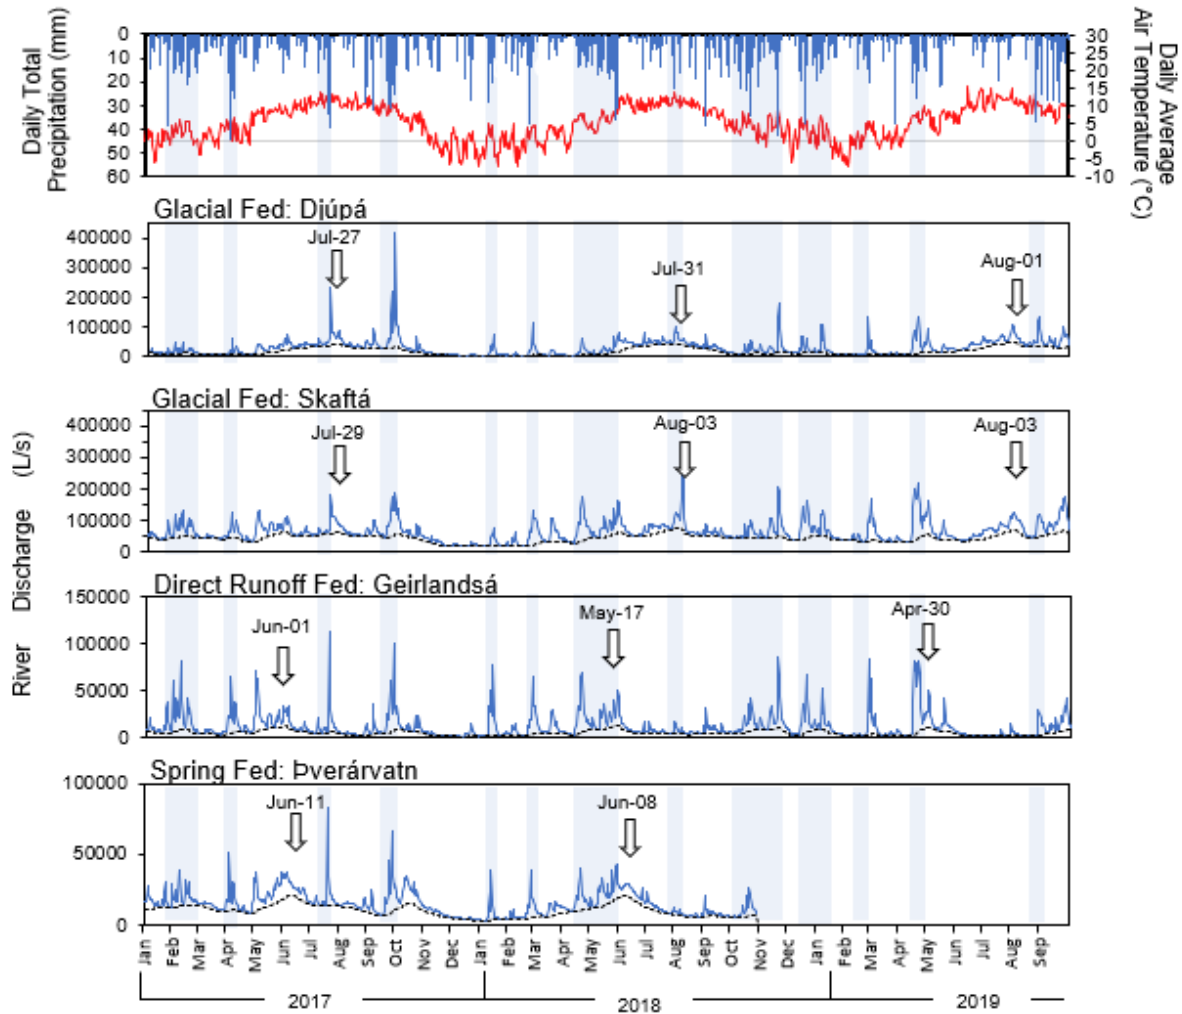 Daily Total
Precipitation (mm)
0
10
20
30
40
50
60
30
25
20
15
10
5
0
-5
-10
Daily Average
Air Temperature (°C)
Glacial Fed: Djúpá
400000
300000
200000
100000
0
Jul-27
Jul-31
Aug-01
Glacial Fed: Skaftá
400000
300000
200000
100000
0
Jul-29
Aug-03
Aug-03
River Discharge (L/s)
Direct Runoff Fed: Geirlandsá
150000
100000
50000
0
Jun-01
May-17
Apr-30
Spring Fed: Þverárvatn
100000
50000
0
Jun-11
Jun-08
Jan Feb Mar Apr May Jun Jul Aug Sep Oct Nov Dec Jan Feb Mar Apr May Jun Jul Aug Sep Oct Nov Dec Jan Feb Mar Apr May Jun Jul Aug Sep
2017 2018 2019